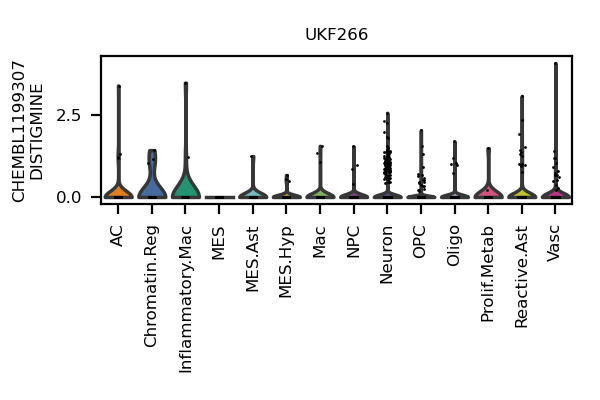 UKF266
CHEMBL1199307
DISTIGMINE
2.5
0.0
AC
Chromatin.Reg
Inflammatory.Mac
MES
MES.Ast
MES.Hyp
Mac
NPC
Neuron
OPC
Oligo
Prolif.Metab
Reactive.Ast
Vasc